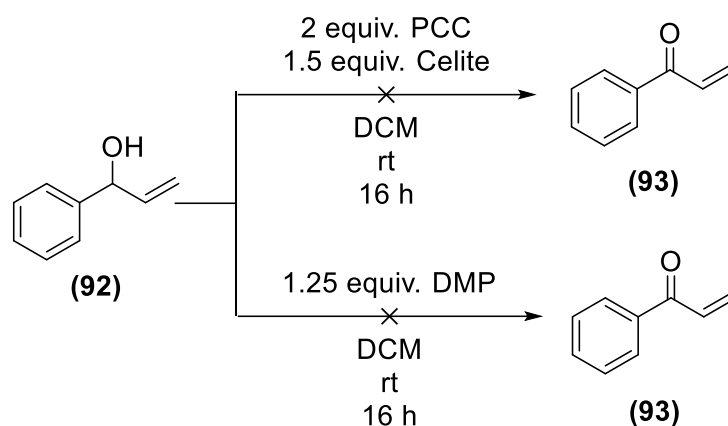 2 equiv. PCC
1.5 equiv. Celite
O
DCM
rt
16 h
(93)
OH
(92)
1.25 equiv. DMP
O
DCM
rt
16 h
(93)